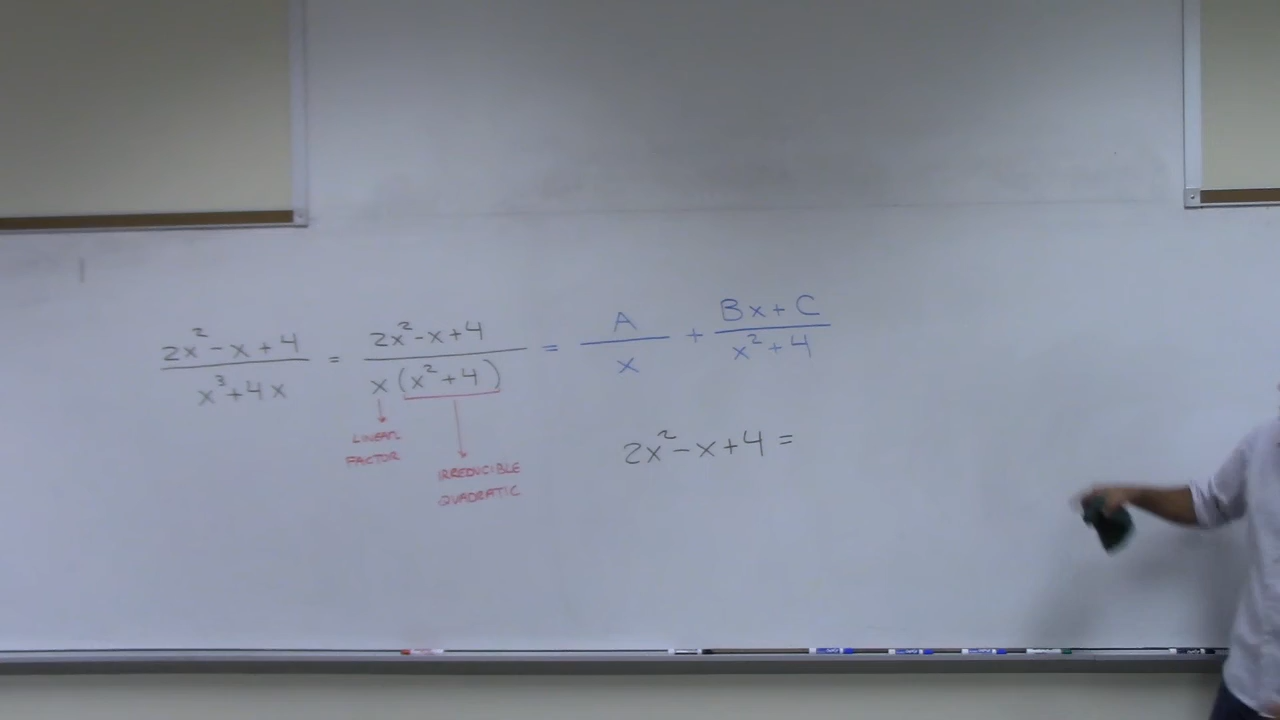 2x² - x + 4 / x³ + 4x = 2x² - x + 4 / x(x² + 4) = A / x + Bx + C / x² + 4
LINEAR
FACTOR
IRREDUCIBLE
QUADRATIC
2x² - x + 4 =